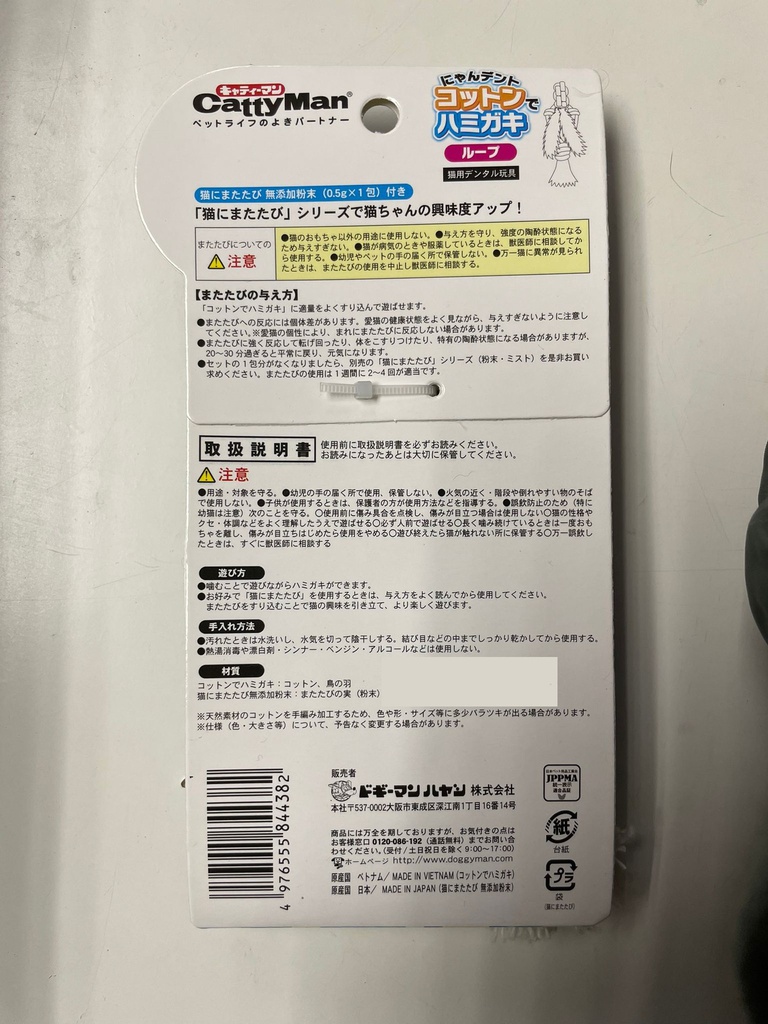 キャティーマン
CattyMan®
ペットライフのよきパートナー
にゃんデント
コットンで
ハミガキ
ループ
猫用デンタル玩具
猫にまたたび 無添加粉末（0.5g×1包）付き
「猫にまたたび」シリーズで猫ちゃんの興味度アップ！
またたびについての
注意
●猫のおもちゃ以外の用途に使用しない。●与え方を守り、強度の陶酔状態になる
ため与えすぎない。●猫が病気のときや服薬しているときは、獣医師に相談してか
ら使用する。●幼児やペットの手の届く所で保管しない。●万一猫に異常が見られ
たときは、またたびの使用を中止し獣医師に相談する。
【またたびの与え方】
「コットンでハミガキ」に適量をよくすり込んで遊ばせます。
●またたびへの反応には個体差があります。愛猫の健康状態をよく見ながら、与えすぎないように注意し
てください。※愛猫の個性により、まれにまたたびに反応しない場合があります。
●またたびに強く反応して転げ回ったり、体をこすりつけたり、特有の陶酔状態になる場合がありますが、
20～30分過ぎると平常に戻り、元気になります。
●セットの1包分がなくなりましたら、別売の「猫にまたたび」シリーズ（粉末・ミスト）を是非お買い
求めください。またたびの使用は1週間に2～4回が適当です。
取扱説明書
使用前に取扱説明書を必ずお読みください。
お読みになったあとは大切に保管してください。
注意
●用途・対象を守る。●幼児の手の届く所で使用、保管しない。●火気の近く・階段や倒れやすい物のそば
で使用しない。●子供が使用するときは、保護者の方が使用方法などを指導する。●誤飲防止のため（特に
幼猫は注意）次のことを守る。○使用前に傷み具合を点検し、傷みが目立つ場合は使用しない○猫の性格や
クセ・体調などをよく理解したうえで遊ばせる○必ず人前で遊ばせる○長く噛み続けているときは一度おも
ちゃを離し、傷みが目立ちはじめたら使用をやめる○遊び終えたら猫が触れない所に保管する○万一誤飲し
たときは、すぐに獣医師に相談する
遊び方
●噛むことで遊びながらハミガキができます。
●お好みで「猫にまたたび」を使用するときは、与え方をよく読んでから使用してください。
またたびをすり込むことで猫の興味を引き立て、より楽しく遊びます。
手入れ方法
●汚れたときは水洗いし、水気を切って陰干しする。結び目などの中までしっかり乾かしてから使用する。
●熱湯消毒や漂白剤・シンナー・ベンジン・アルコールなどは使用しない。
材質
コットンでハミガキ：コットン、鳥の羽
猫にまたたび無添加粉末：またたびの実（粉末）
※天然素材のコットンを手編み加工するため、色や形・サイズ等に多少バラツキが出る場合があります。
※仕様（色・大きさ等）について、予告なく変更する場合があります。
4 976555 844382
販売者
ドギーマンハヤシ 株式会社
本社〒537-0002大阪市東成区深江南1丁目16番14号
商品には万全を期しておりますが、お気付きの点は
お客様窓口 0120-086-192（通話無料）までお問い合
わせください。（受付／土日祝日を除く9:00～17:00）
ホームページ http://www.doggyman.com
原産国 ベトナム／MADE IN VIETNAM（コットンでハミガキ）
原産国 日本／MADE IN JAPAN（猫にまたたび 無添加粉末）
JPPMA
統一表示
適合品証
紙
台紙
プラ
袋
（猫にまたたび）